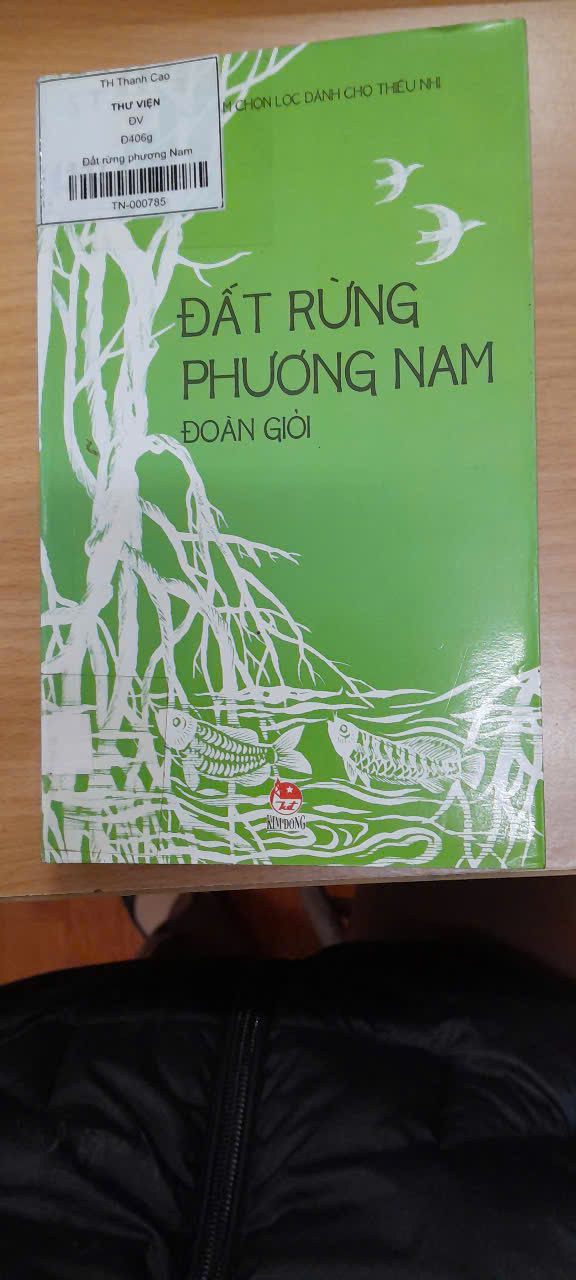 TH Thanh Cao
THƯ VIỆN
ĐV
Đ406g
Đất rừng phương Nam
TN-000785
CHỌN LỌC DÀNH CHO THIẾU NHI
ĐẤT RỪNG
PHƯƠNG NAM
ĐOÀN GIỎI
KIM ĐỒNG